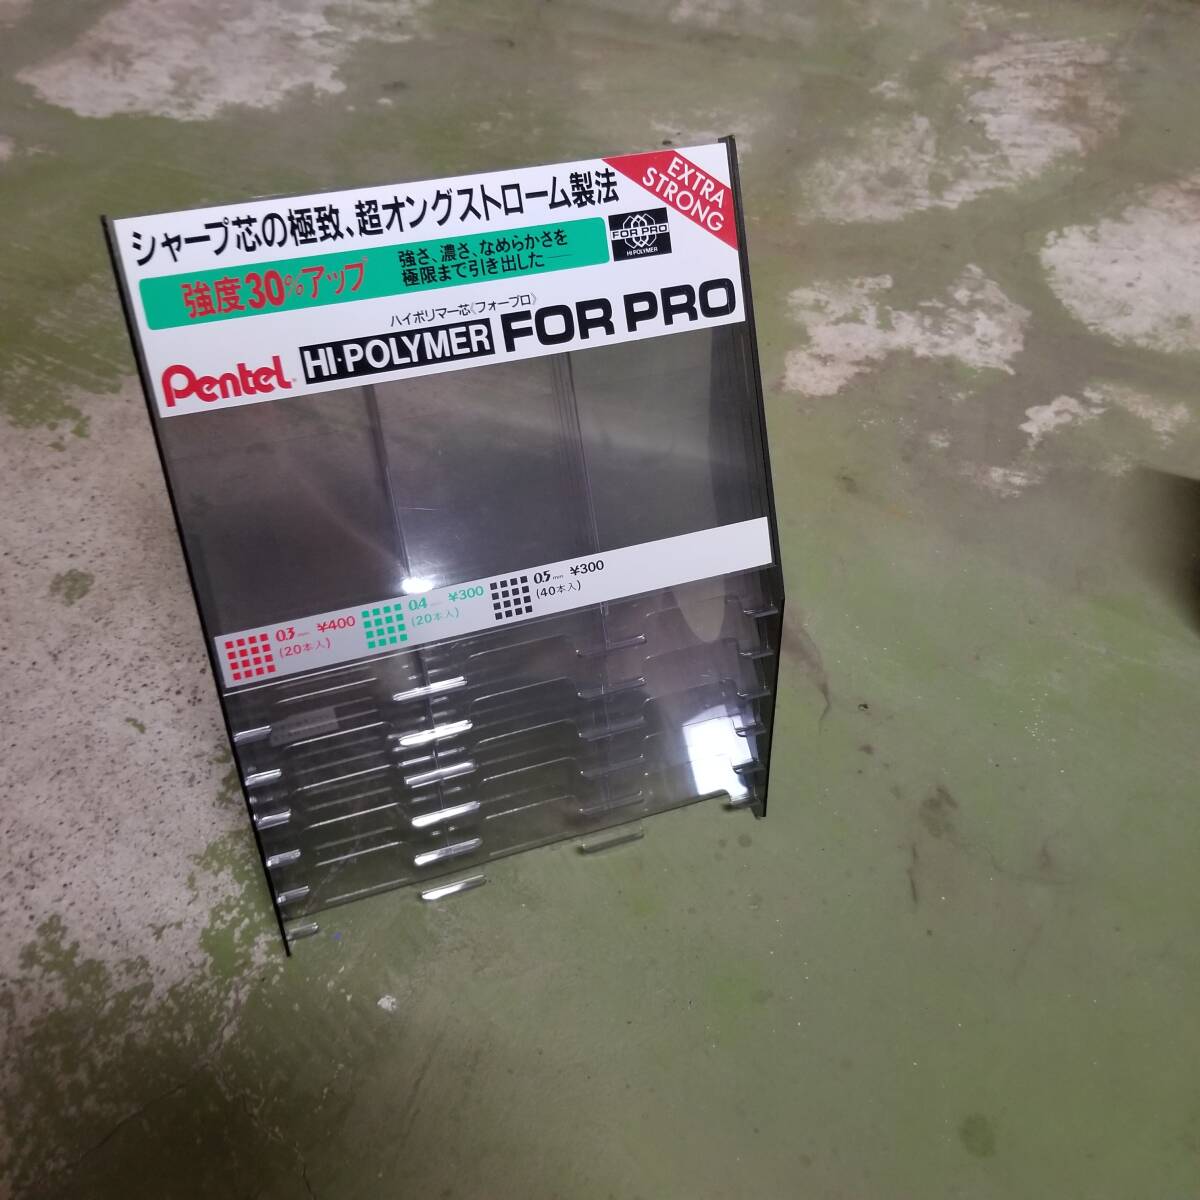 シャープ芯の極致、超オングストローム製法
EXTRA
STRONG
強度30%アップ
強さ、濃さ、なめらかさを
極限まで引き出した——
FOR PRO
HI POLYMER
ハイポリマー芯《フォープロ》
Pentel HI-POLYMER FOR PRO
0.3mm ¥400
(20本入)
0.4mm ¥300
(20本入)
0.5mm ¥300
(40本入)